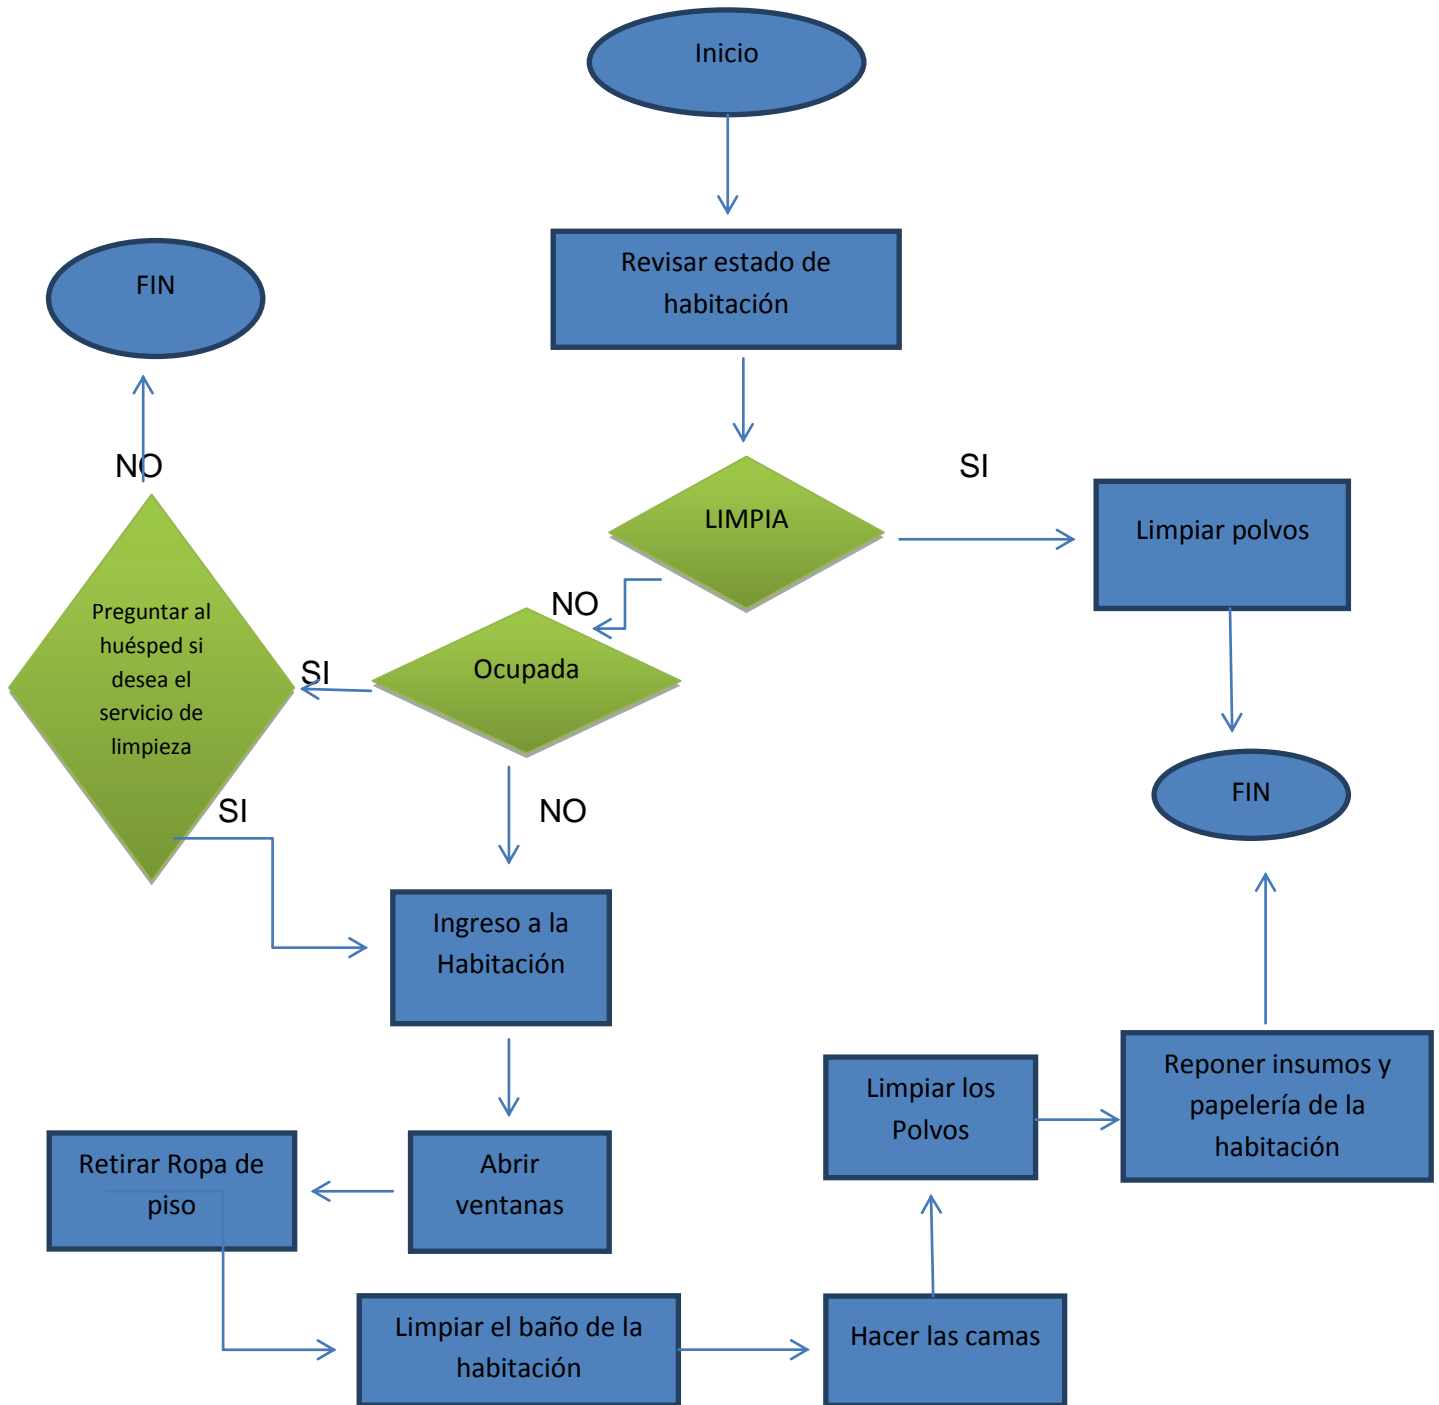 Inicio
Revisar estado de
habitación
FIN
NO
LIMPIA
SI
Limpiar polvos
NO
Ocupada
SI
Preguntar al
huésped si
desea el
servicio de
limpieza
SI
NO
FIN
Ingreso a la
Habitación
Abrir
ventanas
Retirar Ropa de
piso
Limpiar el baño de la
habitación
Hacer las camas
Limpiar los
Polvos
Reponer insumos y
papelería de la
habitación